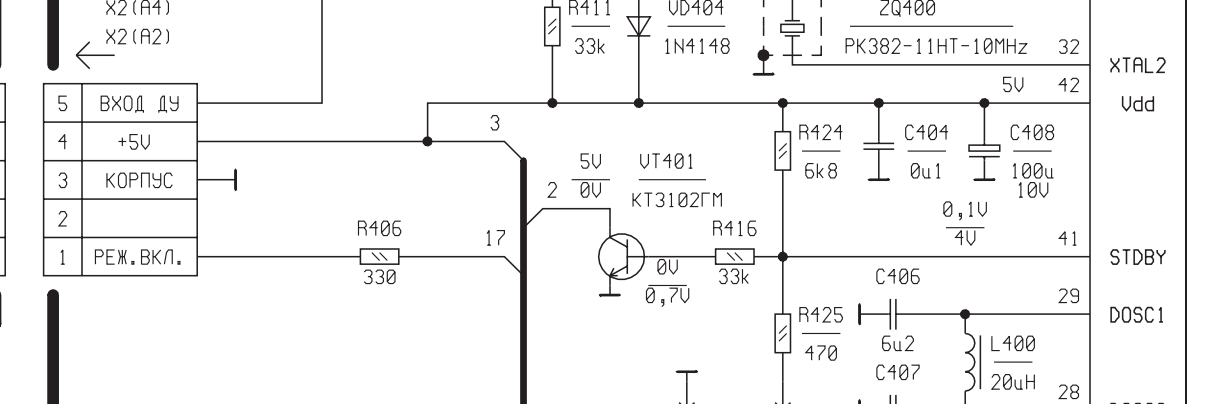 X2(A4)
X2(A2)
R411
33k
VD404
1N4148
ZQ400
PK382-11HT-10MHz
32
XTAL2
5 ВХОД ДУ
4 +5V
3 КОРПУС
2
1 РЕЖ.ВКЛ.
5V
42
Vdd
3
R424
6k8
C404
0u1
C408
100u
10V
5V
0V
VT401
КТ3102ГМ
2
0,1V
4V
R406
330
17
R416
33k
0V
0,7V
41
STDBY
C406
6u2
29
DOSC1
R425
470
L400
20uH
C407
28